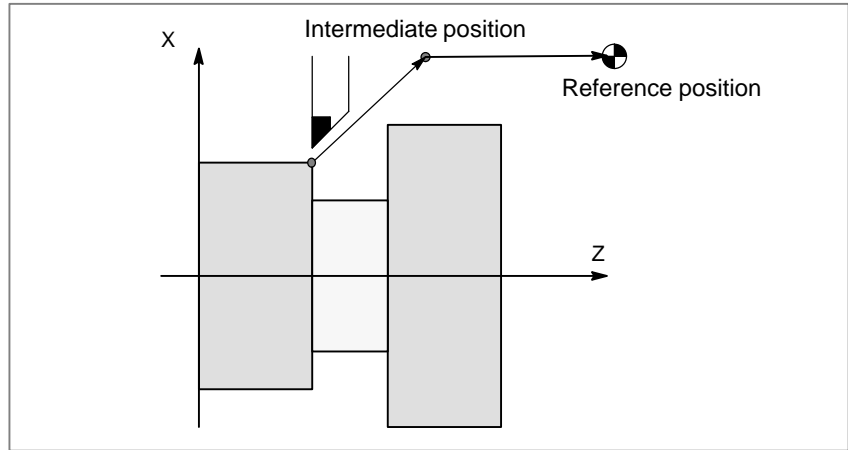 Intermediate position
X
Reference position
Z